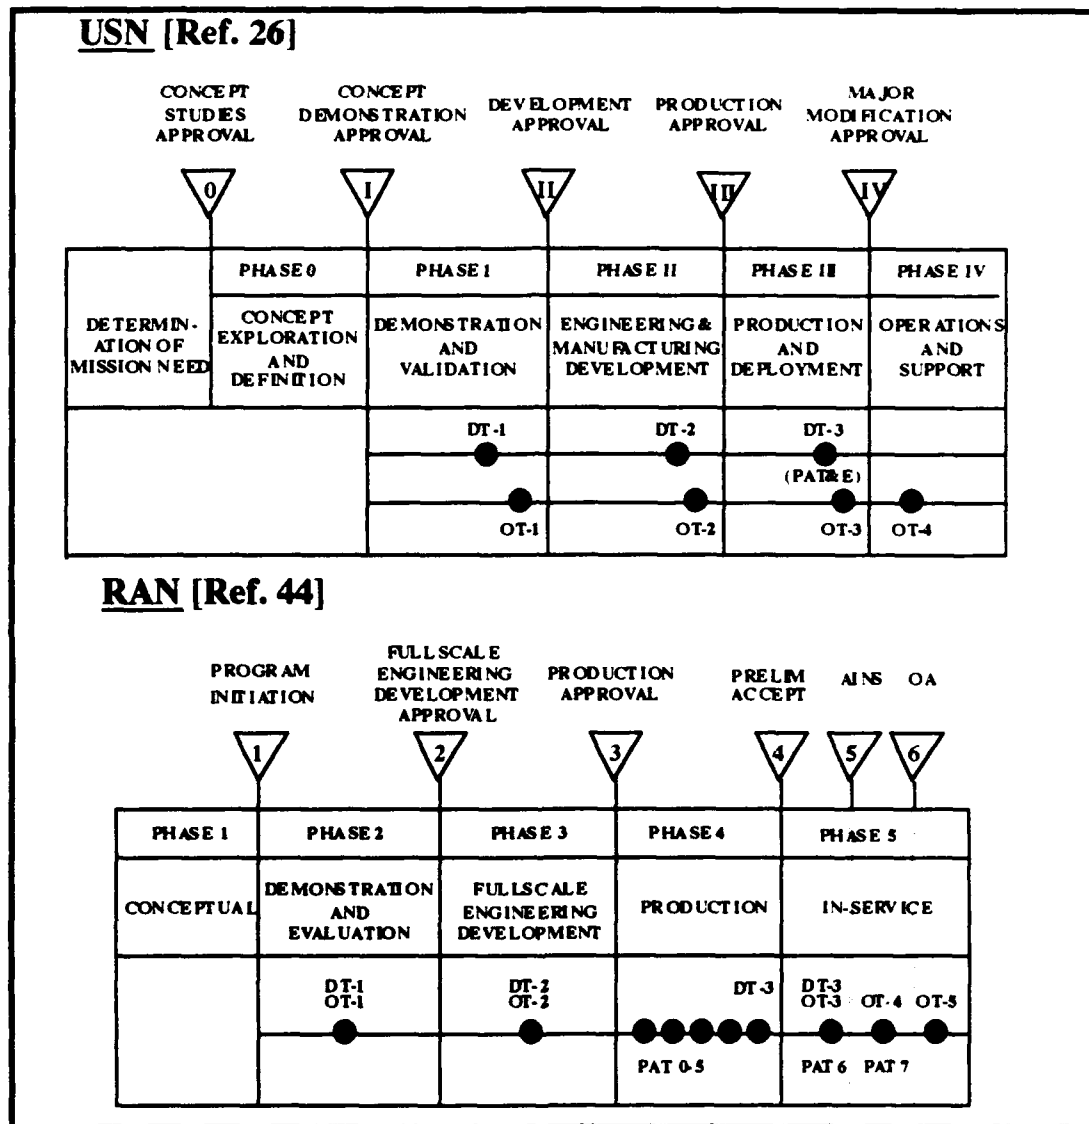 USN [Ref. 26]
CONCEPT
STUDIES
APPROVAL
CONCEPT
DEMONSTRATION
APPROVAL
DEVELOPMENT
APPROVAL
PRODUCTION
APPROVAL
MAJOR
MODIFICATION
APPROVAL
0
I
II
III
IV
PHASE 0
PHASE I
PHASE II
PHASE III
PHASE IV
DETERMIN-
ATION OF
MISSION NEED
CONCEPT
EXPLORATION
AND
DEFINITION
DEMONSTRATION
AND
VALIDATION
ENGINEERING &
MANUFACTURING
DEVELOPMENT
PRODUCTION
AND
DEPLOYMENT
OPERATIONS
AND
SUPPORT
DT-1
DT-2
DT-3
(PAT&E)
OT-1
OT-2
OT-3
OT-4
RAN [Ref. 44]
PROGRAM
INITIATION
FULLSCALE
ENGINEERING
DEVELOPMENT
APPROVAL
PRODUCTION
APPROVAL
PRELIM
ACCEPT
AINS
OA
1
2
3
4
5
6
PHASE 1
PHASE 2
PHASE 3
PHASE 4
PHASE 5
CONCEPTUAL
DEMONSTRATION
AND
EVALUATION
FULLSCALE
ENGINEERING
DEVELOPMENT
PRODUCTION
IN-SERVICE
DT-1
OT-1
DT-2
OT-2
DT-3
DT-3
OT-3
OT-4
OT-5
PAT 0-5
PAT 6
PAT 7